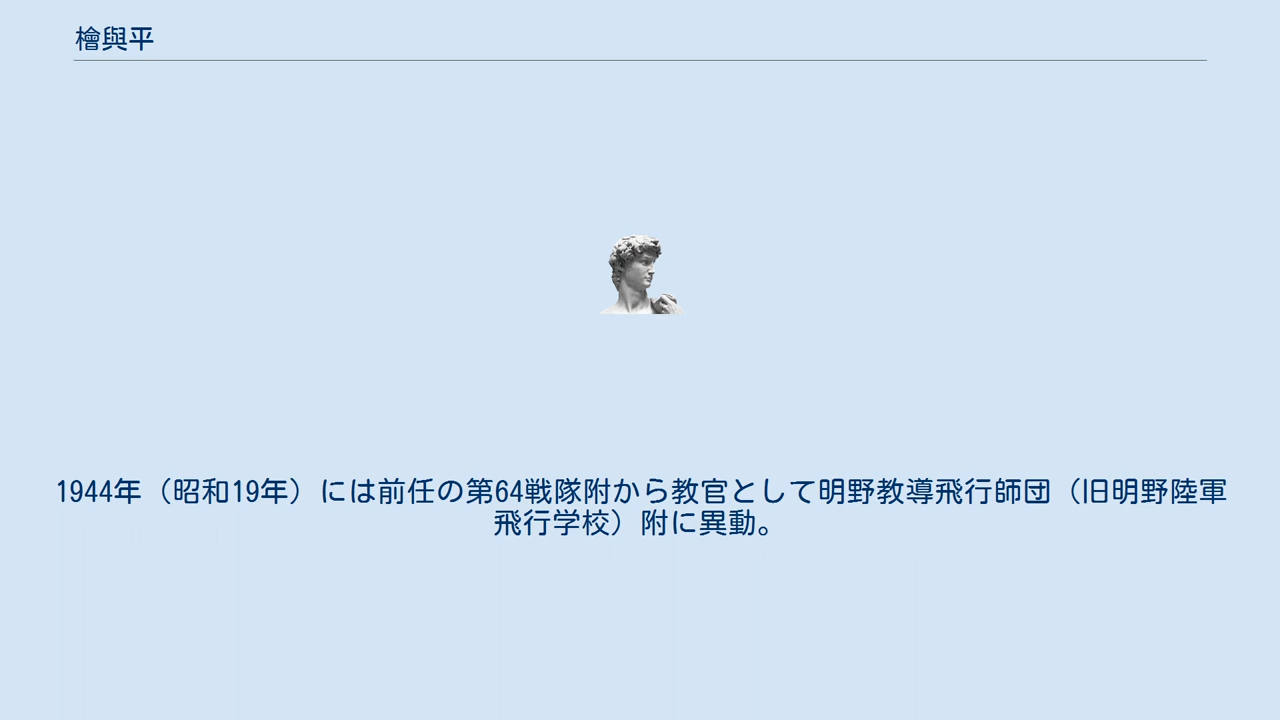 檜與平
1944年（昭和19年）には前任の第64戦隊附から教官として明野教導飛行師団（旧明野陸軍
飛行学校）附に異動。